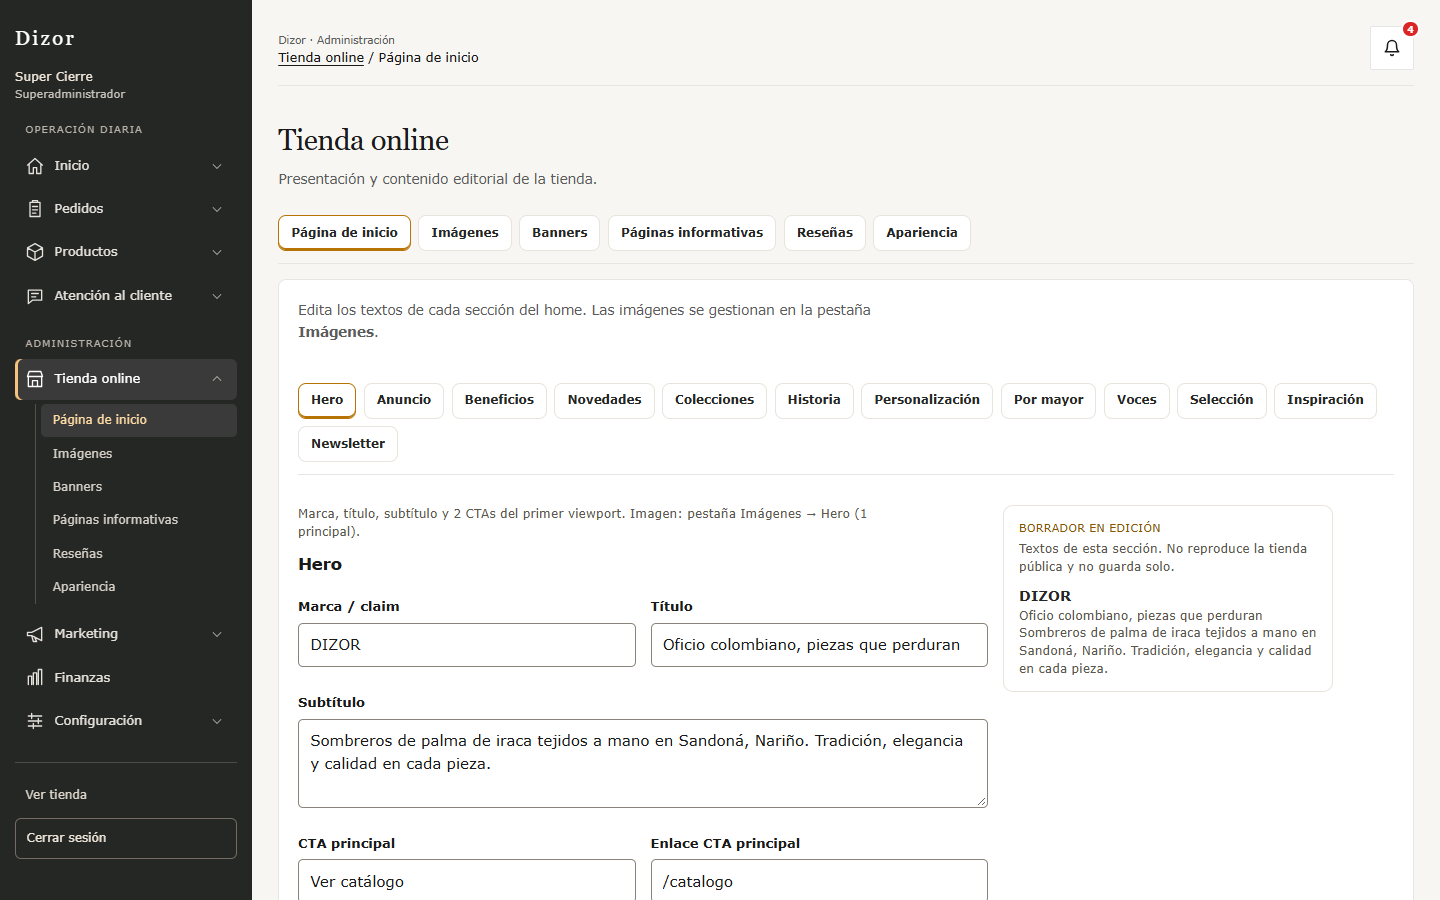 Dizor
Super Cierre
Superadministrador
OPERACIÓN DIARIA
Inicio
Pedidos
Productos
Atención al cliente
ADMINISTRACIÓN
Tienda online
Página de inicio
Imágenes
Banners
Páginas informativas
Reseñas
Apariencia
Marketing
Finanzas
Configuración
Ver tienda
Cerrar sesión
Dizor · Administración
Tienda online / Página de inicio
4
Tienda online
Presentación y contenido editorial de la tienda.
Página de inicio Imágenes Banners Páginas informativas Reseñas Apariencia
Edita los textos de cada sección del home. Las imágenes se gestionan en la pestaña
Imágenes.
Hero Anuncio Beneficios Novedades Colecciones Historia Personalización Por mayor Voces Selección Inspiración
Newsletter
Marca, título, subtítulo y 2 CTAs del primer viewport. Imagen: pestaña Imágenes → Hero (1
principal).
Hero
Marca / claim Título
DIZOR Oficio colombiano, piezas que perduran
Subtítulo
Sombreros de palma de iraca tejidos a mano en Sandoná, Nariño. Tradición, elegancia
y calidad en cada pieza.
CTA principal Enlace CTA principal
Ver catálogo /catalogo
BORRADOR EN EDICIÓN
Textos de esta sección. No reproduce la tienda
pública y no guarda solo.
DIZOR
Oficio colombiano, piezas que perduran
Sombreros de palma de iraca tejidos a mano en
Sandoná, Nariño. Tradición, elegancia y calidad
en cada pieza.